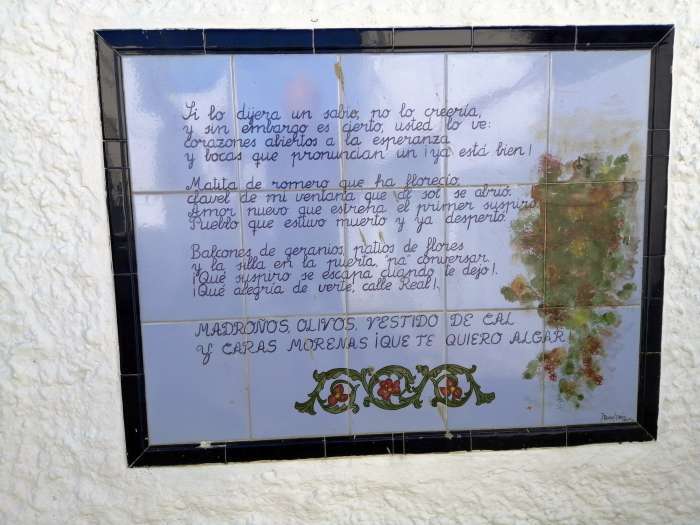 Si lo dijera un sabio, no lo creería,
y sin embargo es cierto, usted lo ve:
corazones abiertos a la esperanza
y bocas que pronuncian un ¡ya está bien!
Matita de romero que ha florecío,
clavel de mi ventana que al sol se abrió.
Amor nuevo que estrena el primer suspiro
Pueblo que estuvo muerto y ya despertó.
Balcones de geranios, patios de flores
y la silla en la puerta "pa" conversar.
¡Qué suspiro se escapa cuando te dejo!.
¡Qué alegría de verte, calle Real!.
MADROÑOS, OLIVOS, VESTIDO DE CAL
Y CARAS MORENAS ¡QUE TE QUIERO ALGAR